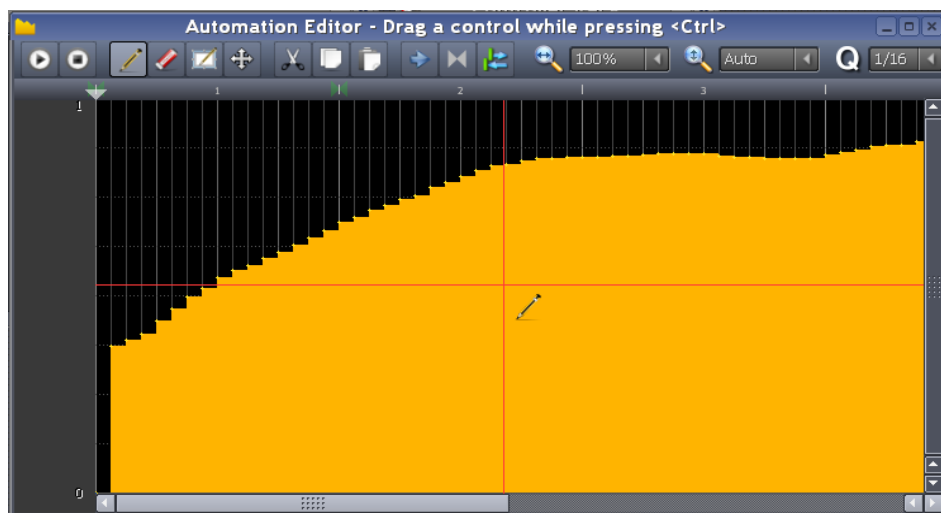 Automation Editor - Drag a control while pressing <Ctrl>
100% Auto Q 1/16
1 2 3
1
0